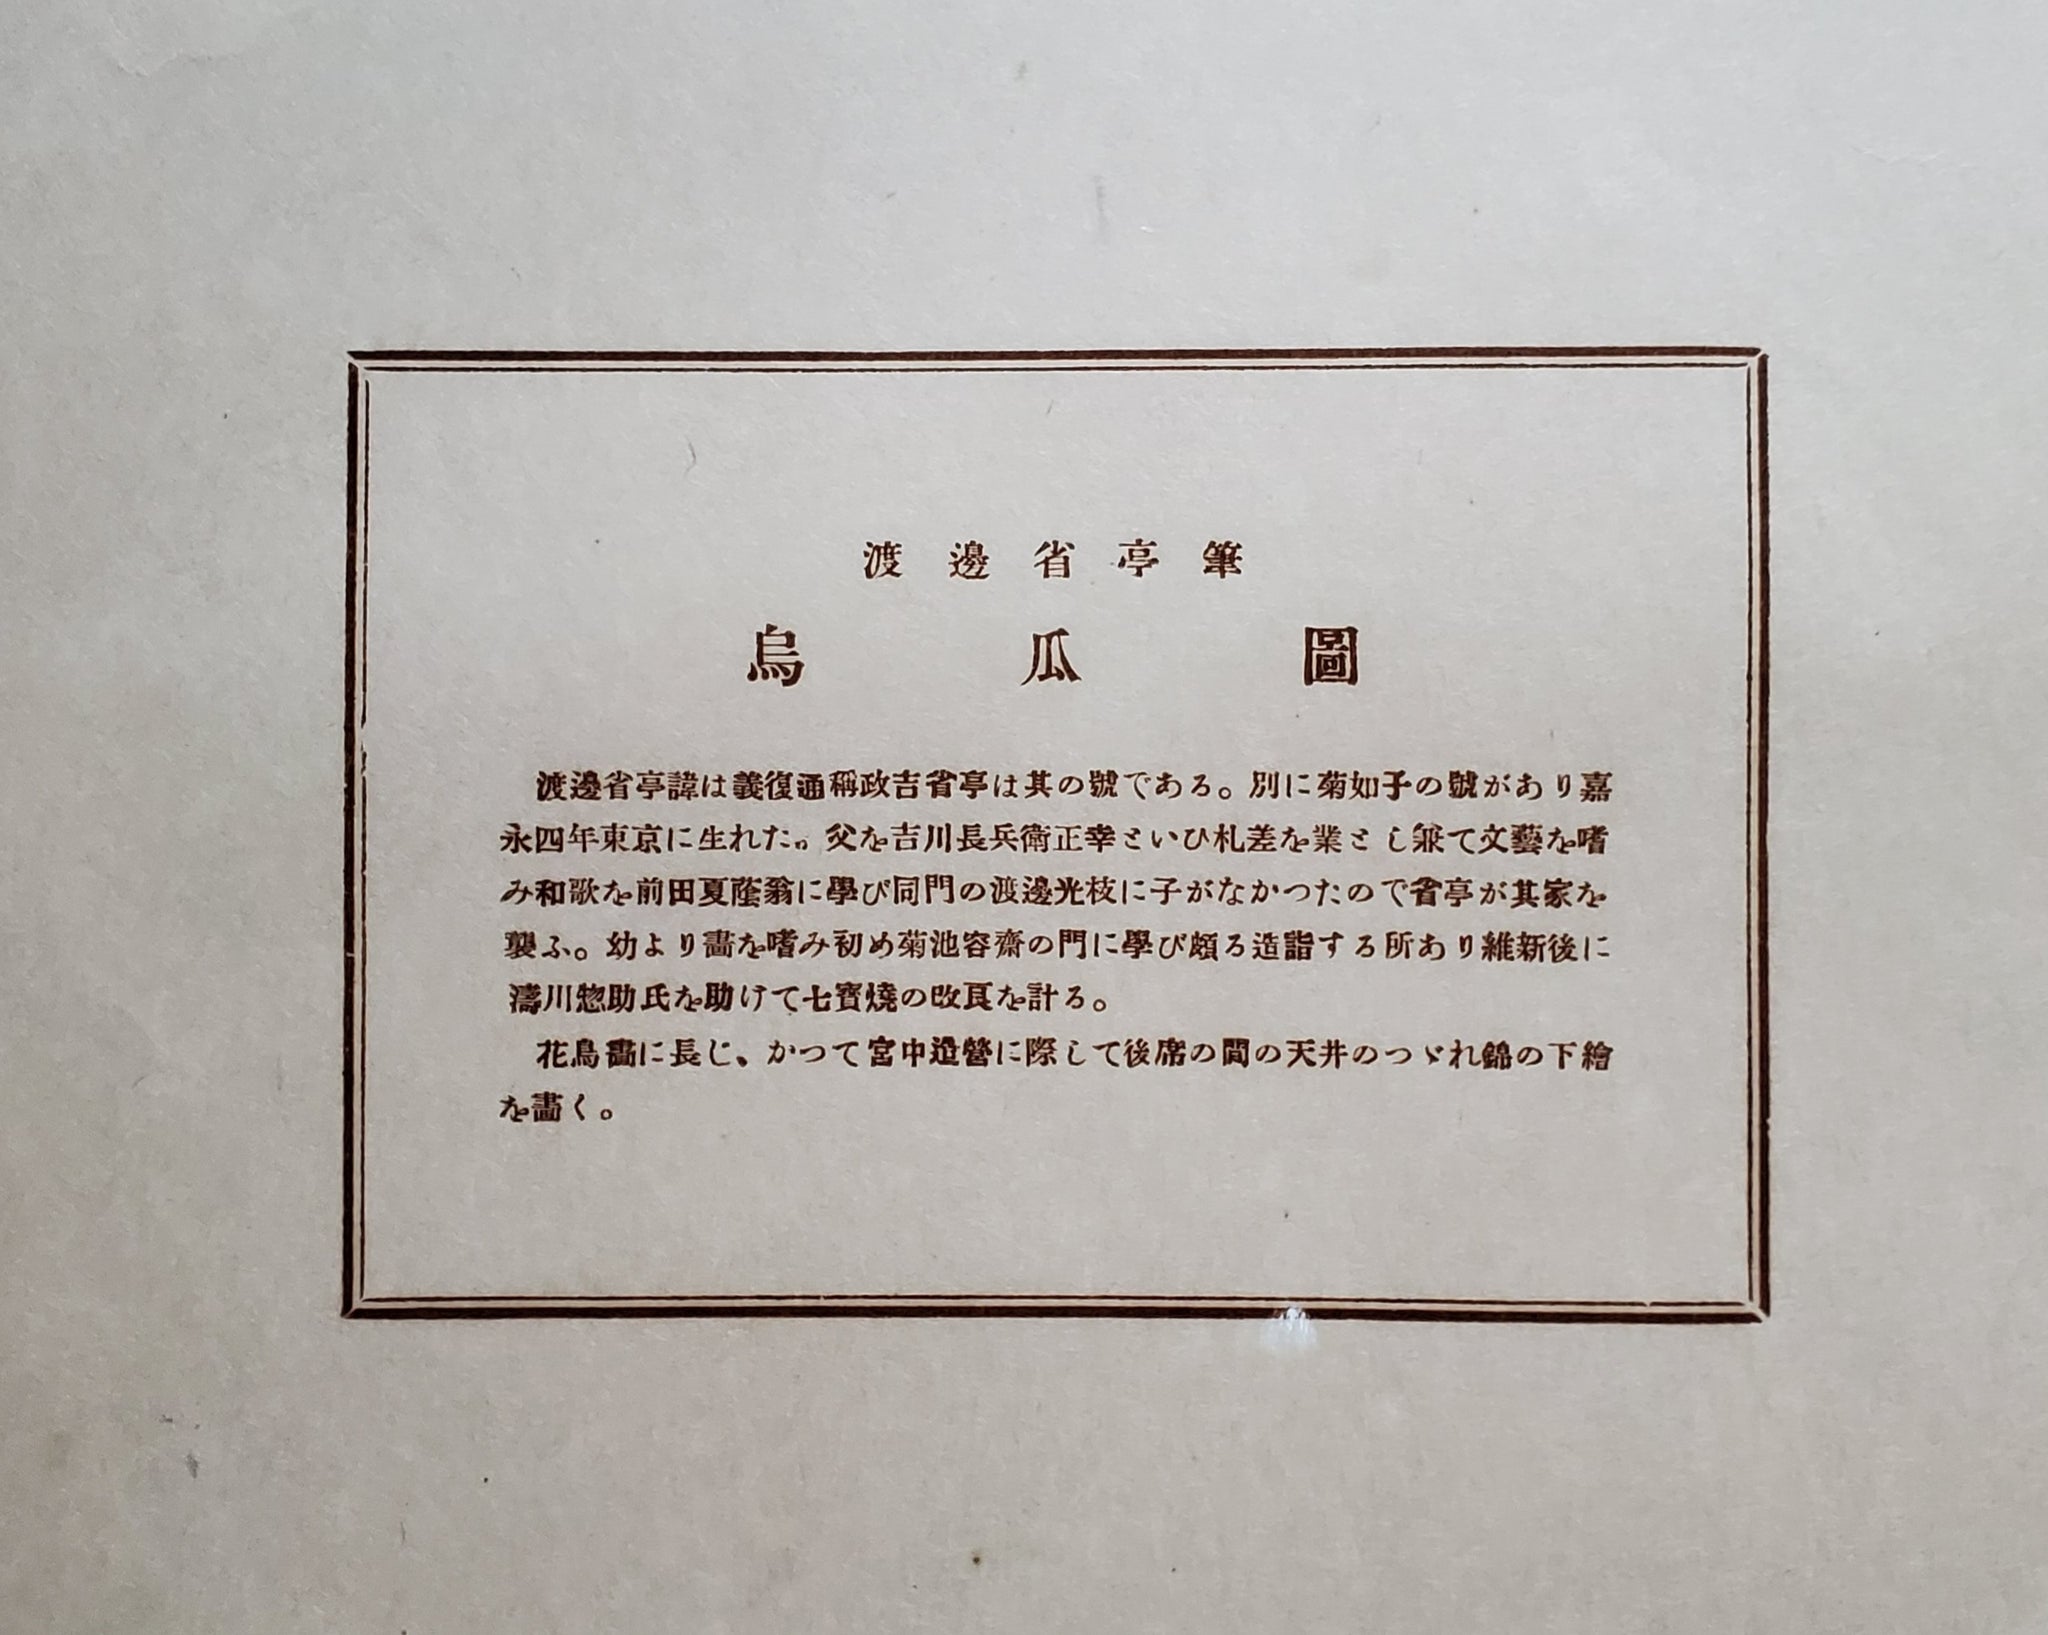 渡邊省亭筆
烏瓜圖
渡邊省亭諱は義復通稱政吉省亭は其の號である。別に菊如子の號があり嘉
永四年東京に生れた。父を吉川長兵衛正幸といひ札差を業とし兼て文藝を嗜
み和歌を前田夏蔭翁に學び同門の渡邊光枝に子がなかつたので省亭が其家を
襲ふ。幼より畵を嗜み初め菊池容齋の門に學び頗る造詣する所あり維新後に
濤川惣助氏を助けて七寳燒の改良を計る。
花鳥畵に長じ、かつて宮中造營に際して後席の間の天井のつゞれ錦の下繪
を畵く。